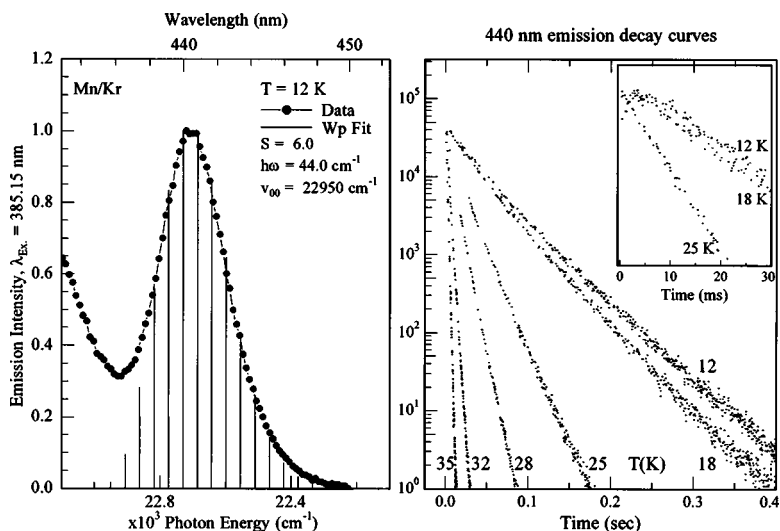 Wavelength (nm)
440
450
1.2
1.0
0.8
0.6
0.4
0.2
0.0
Emission Intensity, λEx. = 385.15 nm
Mn/Kr
T = 12 K
Data
Wp Fit
S = 6.0
hω = 44.0 cm⁻¹
ν₀₀ = 22950 cm⁻¹
22.8
22.4
x10³ Photon Energy (cm⁻¹)
440 nm emission decay curves
10⁵
10⁴
10³
10²
10¹
10⁰
12 K
18 K
25 K
0
10
20
30
Time (ms)
12
35
32
28
25
T(K)
18
0.0
0.1
0.2
0.3
0.4
Time (sec)